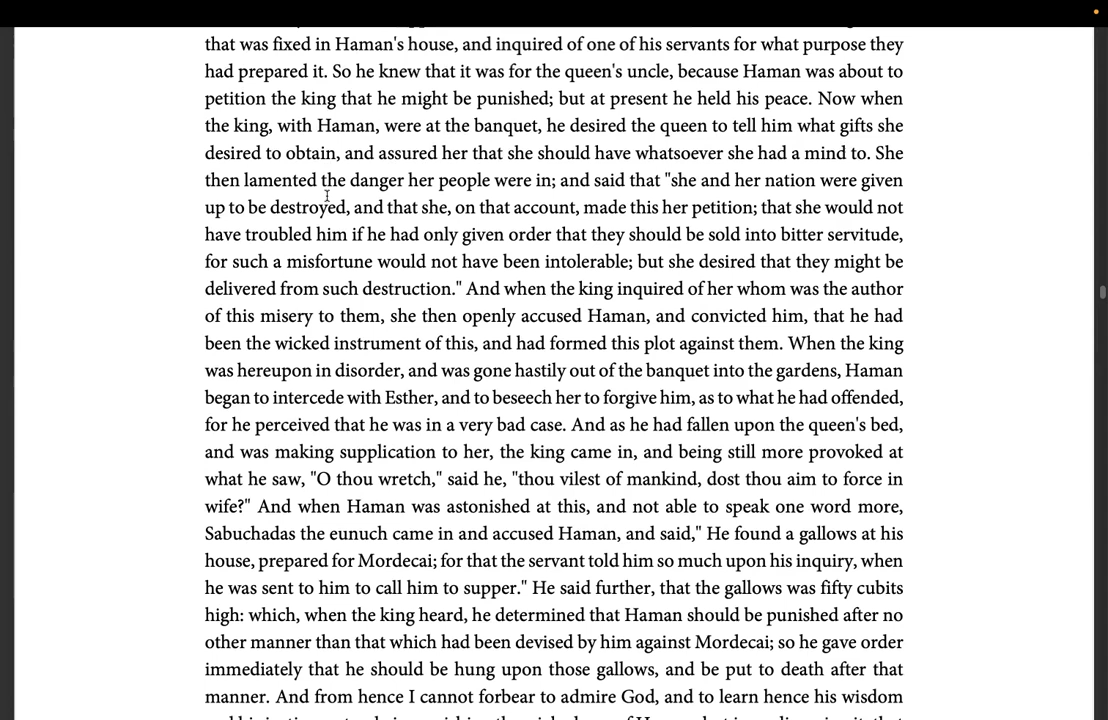 that was fixed in Haman's house, and inquired of one of his servants for what purpose they
had prepared it. So he knew that it was for the queen's uncle, because Haman was about to
petition the king that he might be punished; but at present he held his peace. Now when
the king, with Haman, were at the banquet, he desired the queen to tell him what gifts she
desired to obtain, and assured her that she should have whatsoever she had a mind to. She
then lamented the danger her people were in; and said that "she and her nation were given
up to be destroyed, and that she, on that account, made this her petition; that she would not
have troubled him if he had only given order that they should be sold into bitter servitude,
for such a misfortune would not have been intolerable; but she desired that they might be
delivered from such destruction." And when the king inquired of her whom was the author
of this misery to them, she then openly accused Haman, and convicted him, that he had
been the wicked instrument of this, and had formed this plot against them. When the king
was hereupon in disorder, and was gone hastily out of the banquet into the gardens, Haman
began to intercede with Esther, and to beseech her to forgive him, as to what he had offended,
for he perceived that he was in a very bad case. And as he had fallen upon the queen's bed,
and was making supplication to her, the king came in, and being still more provoked at
what he saw, "O thou wretch," said he, "thou vilest of mankind, dost thou aim to force in
wife?" And when Haman was astonished at this, and not able to speak one word more,
Sabuchadas the eunuch came in and accused Haman, and said," He found a gallows at his
house, prepared for Mordecai; for that the servant told him so much upon his inquiry, when
he was sent to him to call him to supper." He said further, that the gallows was fifty cubits
high: which, when the king heard, he determined that Haman should be punished after no
other manner than that which had been devised by him against Mordecai; so he gave order
immediately that he should be hung upon those gallows, and be put to death after that
manner. And from hence I cannot forbear to admire God, and to learn hence his wisdom